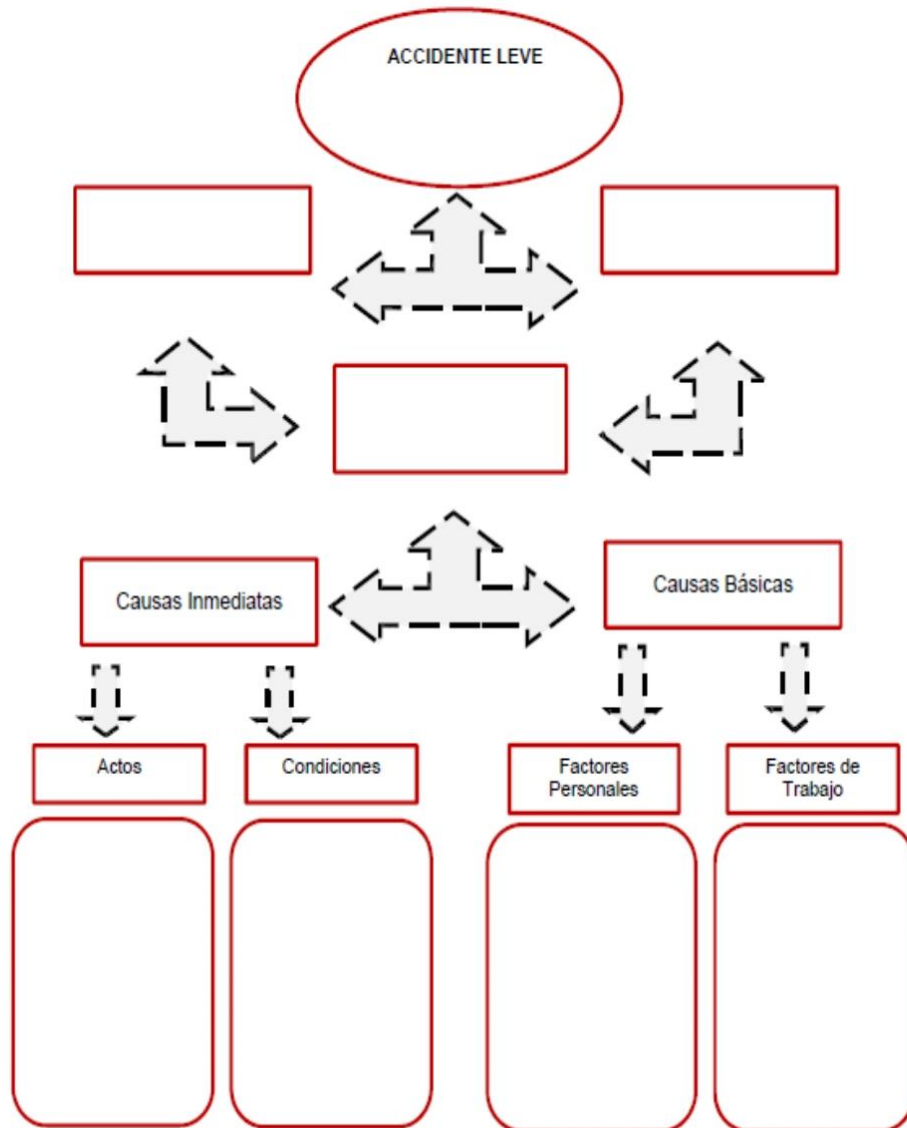 ACCIDENTE LEVE
Causas Inmediatas
Causas Básicas
Actos
Condiciones
Factores
Personales
Factores de
Trabajo